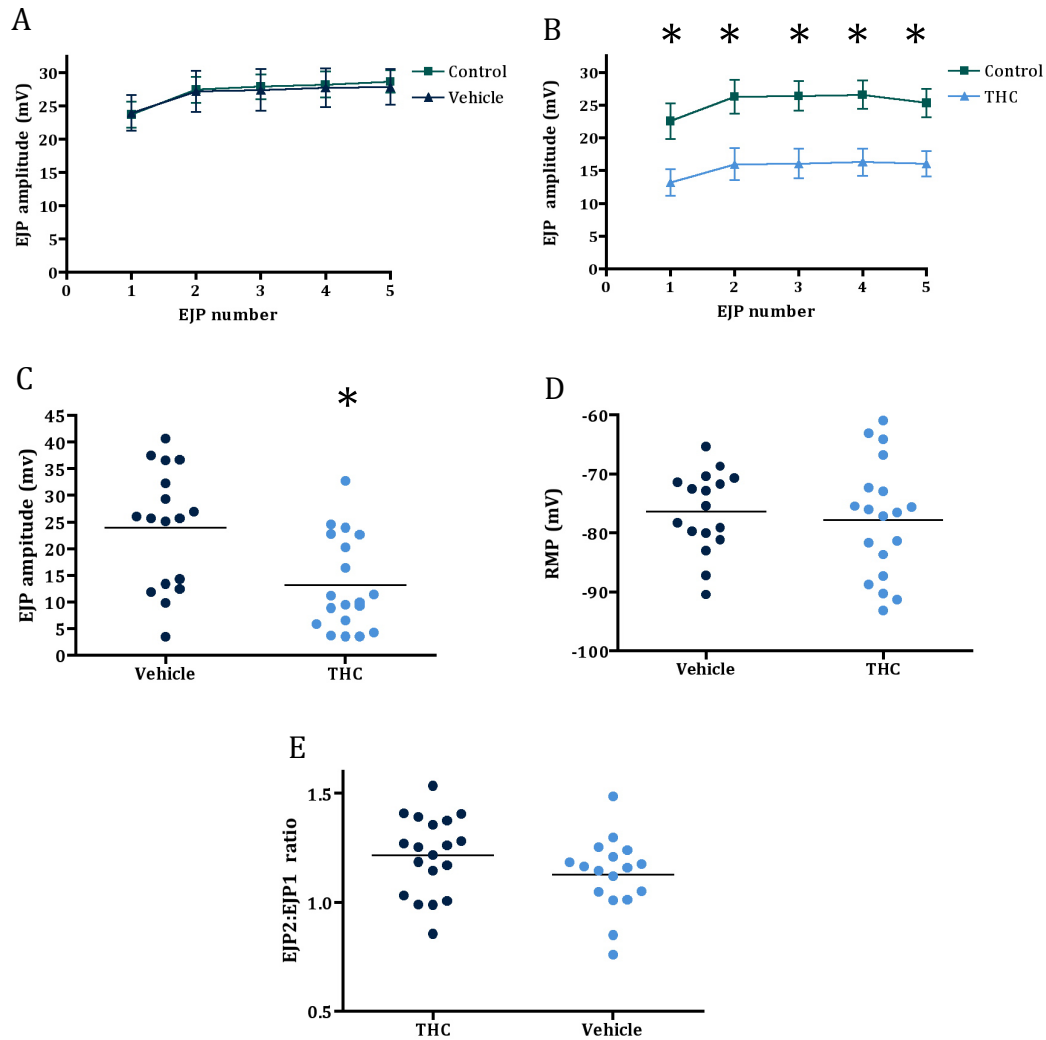 A
EJP amplitude (mV)
30
25
20
15
10
5
0
0 1 2 3 4 5
EJP number
Control
Vehicle
B
* * * * *
EJP amplitude (mV)
30
25
20
15
10
5
0
0 1 2 3 4 5
EJP number
Control
THC
C
*
EJP ampitude (mv)
45
40
35
30
25
20
15
10
5
0
Vehicle THC
D
RMP (mV)
-60
-70
-80
-90
-100
Vehicle THC
E
EJP2:EJP1 ratio
1.5
1.0
0.5
THC Vehicle